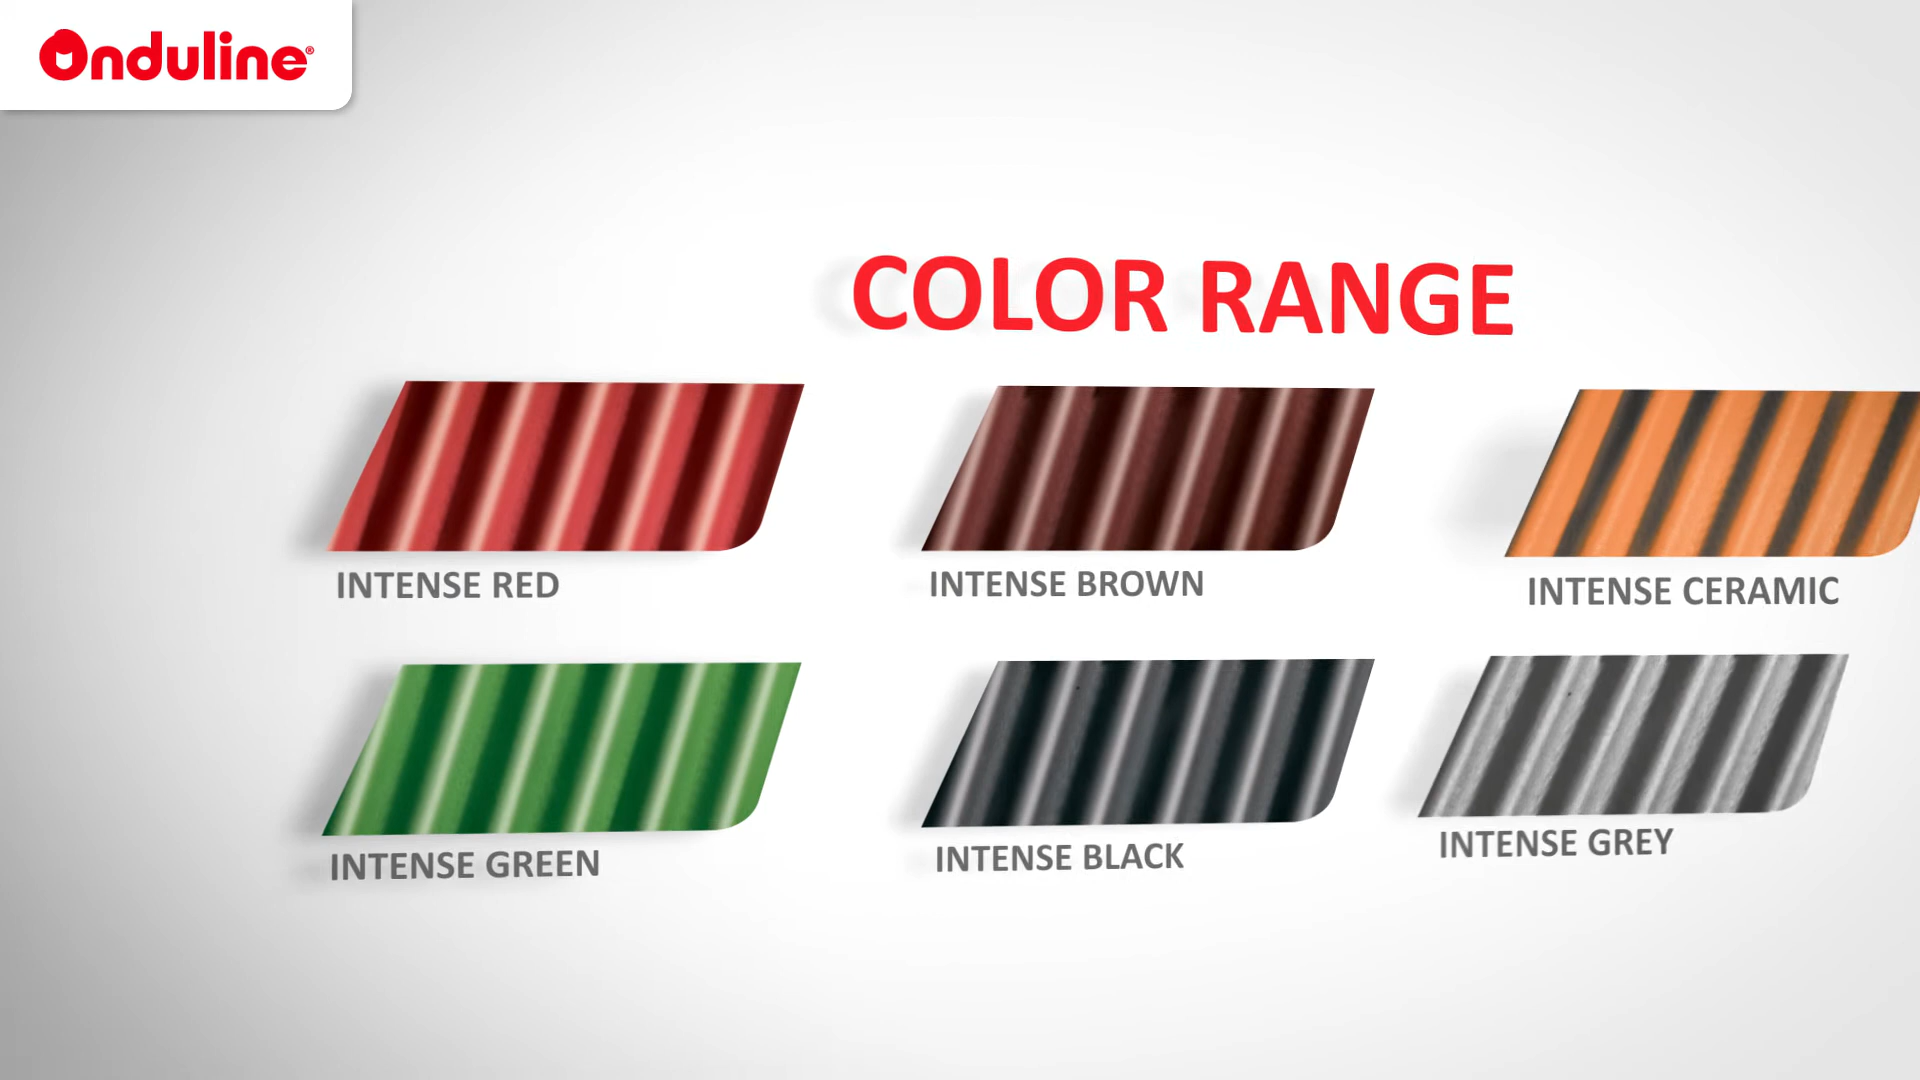 Onduline®
COLOR RANGE
INTENSE RED
INTENSE BROWN
INTENSE CERAMIC
INTENSE GREEN
INTENSE BLACK
INTENSE GREY